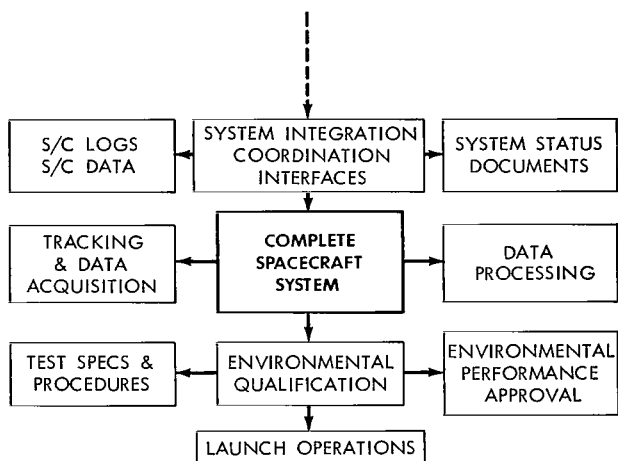 S/C LOGS
S/C DATA
SYSTEM INTEGRATION
COORDINATION
INTERFACES
SYSTEM STATUS
DOCUMENTS
TRACKING
& DATA
ACQUISITION
COMPLETE
SPACECRAFT
SYSTEM
DATA
PROCESSING
TEST SPECS &
PROCEDURES
ENVIRONMENTAL
QUALIFICATION
ENVIRONMENTAL
PERFORMANCE
APPROVAL
LAUNCH OPERATIONS